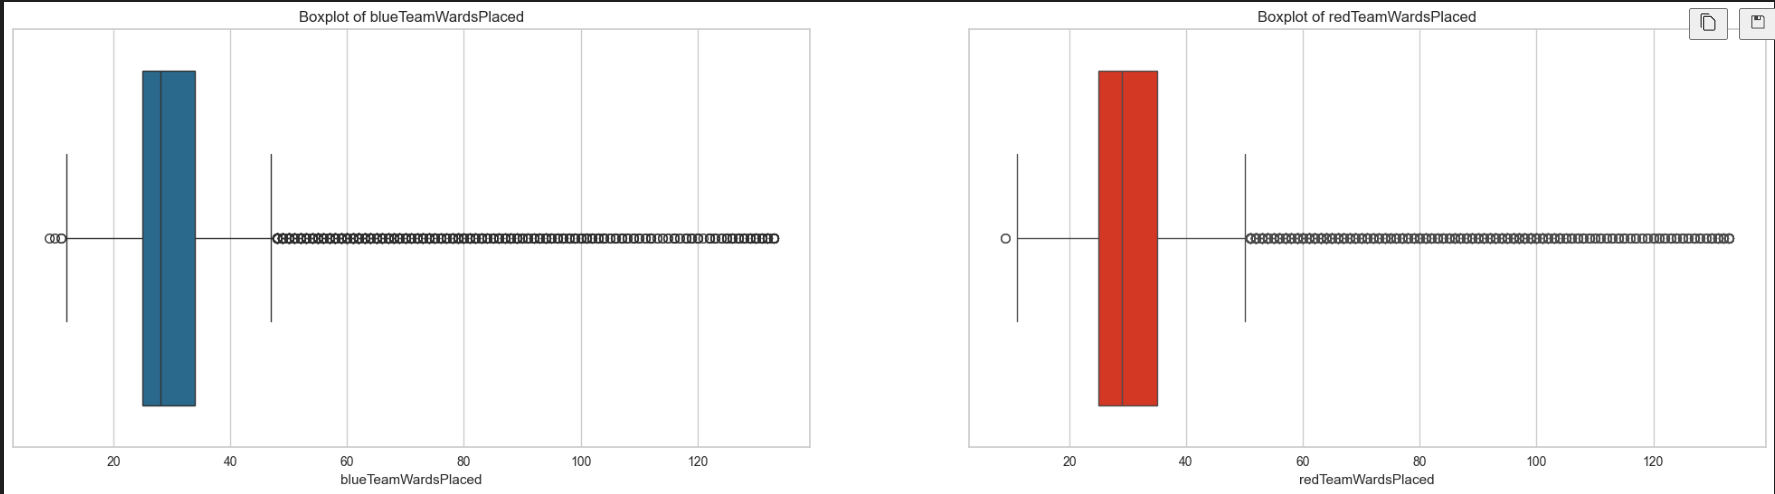 Boxplot of blueTeamWardsPlaced
20 40 60 80 100 120
blueTeamWardsPlaced
Boxplot of redTeamWardsPlaced
20 40 60 80 100 120
redTeamWardsPlaced